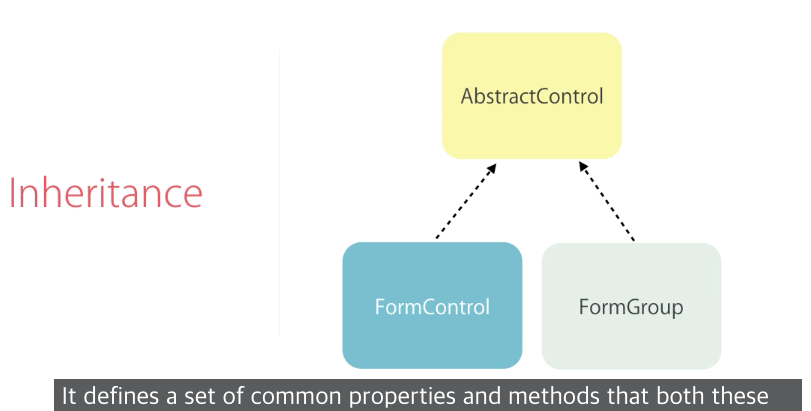 Inheritance
AbstractControl
FormControl
FormGroup
It defines a set of common properties and methods that both these